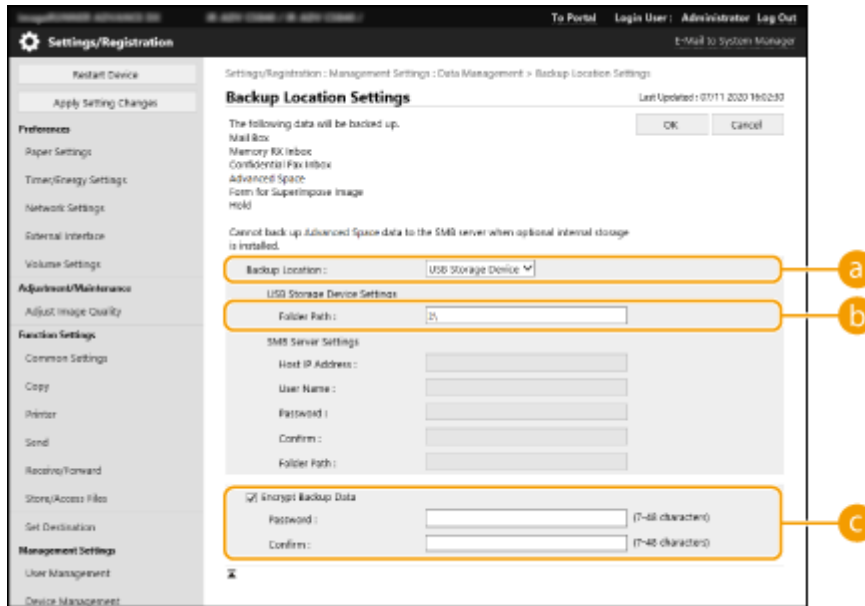 To Portal Login User : Administrator Log Out
Settings/Registration
E-Mail to System Manager
Restart Device
Apply Setting Changes
Preferences
Paper Settings
Timer/Energy Settings
Network Settings
External Interface
Volume Settings
Adjustment/Maintenance
Adjust Image Quality
Function Settings
Common Settings
Copy
Printer
Send
Receive/Forward
Store/Access Files
Set Destination
Management Settings
User Management
Device Management
Settings/Registration : Management Settings : Data Management > Backup Location Settings
Backup Location Settings
Last Updated : 07/11 2020 16:02:30
The following data will be backed up.
OK Cancel
Mail Box
Memory RX Inbox
Confidential Fax Inbox
Advanced Space
Form for Superimpose Image
Hold
Cannot back up Advanced Space data to the SMB server when optional internal storage
is installed.
Backup Location : USB Storage Device
a
USB Storage Device Settings
Folder Path :
b
SMB Server Settings
Host IP Address :
User Name :
Password :
Confirm :
Folder Path :
Encrypt Backup Data
Password : (7-48 characters)
c
Confirm : (7-48 characters)